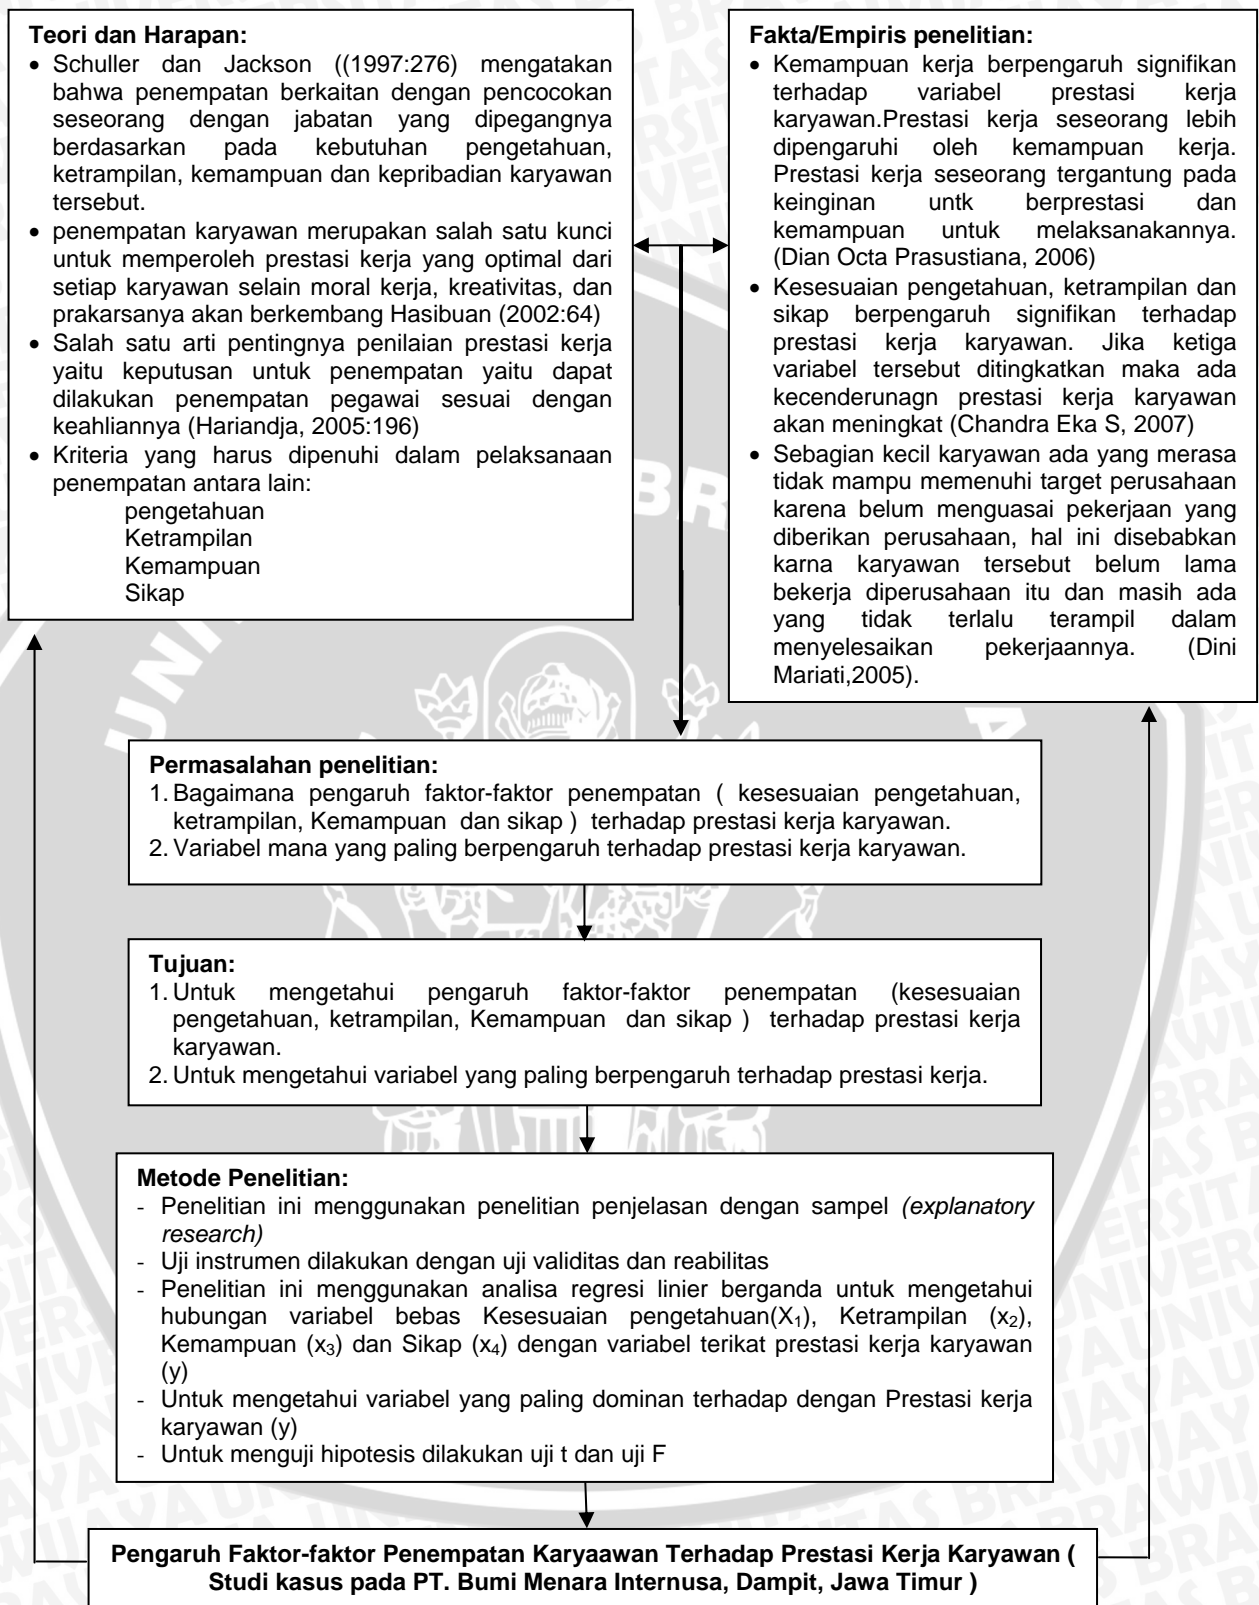 Teori dan Harapan:
• Schuller dan Jackson ((1997:276) mengatakan
bahwa penempatan berkaitan dengan pencocokan
seseorang dengan jabatan yang dipegangnya
berdasarkan pada kebutuhan pengetahuan,
ketrampilan, kemampuan dan kepribadian karyawan
tersebut.
• penempatan karyawan merupakan salah satu kunci
untuk memperoleh prestasi kerja yang optimal dari
setiap karyawan selain moral kerja, kreativitas, dan
prakarsanya akan berkembang Hasibuan (2002:64)
• Salah satu arti pentingnya penilaian prestasi kerja
yaitu keputusan untuk penempatan yaitu dapat
dilakukan penempatan pegawai sesuai dengan
keahliannya (Hariandja, 2005:196)
• Kriteria yang harus dipenuhi dalam pelaksanaan
penempatan antara lain:
pengetahuan
Ketrampilan
Kemampuan
Sikap
Fakta/Empiris penelitian:
• Kemampuan kerja berpengaruh signifikan
terhadap variabel prestasi kerja
karyawan.Prestasi kerja seseorang lebih
dipengaruhi oleh kemampuan kerja.
Prestasi kerja seseorang tergantung pada
keinginan untk berprestasi dan
kemampuan untuk melaksanakannya.
(Dian Octa Prasustiana, 2006)
• Kesesuaian pengetahuan, ketrampilan dan
sikap berpengaruh signifikan terhadap
prestasi kerja karyawan. Jika ketiga
variabel tersebut ditingkatkan maka ada
kecenderunagn prestasi kerja karyawan
akan meningkat (Chandra Eka S, 2007)
• Sebagian kecil karyawan ada yang merasa
tidak mampu memenuhi target perusahaan
karena belum menguasai pekerjaan yang
diberikan perusahaan, hal ini disebabkan
karna karyawan tersebut belum lama
bekerja diperusahaan itu dan masih ada
yang tidak terlalu terampil dalam
menyelesaikan pekerjaannya. (Dini
Mariati,2005).
Permasalahan penelitian:
1. Bagaimana pengaruh faktor-faktor penempatan ( kesesuaian pengetahuan,
ketrampilan, Kemampuan dan sikap ) terhadap prestasi kerja karyawan.
2. Variabel mana yang paling berpengaruh terhadap prestasi kerja karyawan.
Tujuan:
1. Untuk mengetahui pengaruh faktor-faktor penempatan (kesesuaian
pengetahuan, ketrampilan, Kemampuan dan sikap ) terhadap prestasi kerja
karyawan.
2. Untuk mengetahui variabel yang paling berpengaruh terhadap prestasi kerja.
Metode Penelitian:
- Penelitian ini menggunakan penelitian penjelasan dengan sampel (explanatory
research)
- Uji instrumen dilakukan dengan uji validitas dan reabilitas
- Penelitian ini menggunakan analisa regresi linier berganda untuk mengetahui
hubungan variabel bebas Kesesuaian pengetahuan(X₁), Ketrampilan (x₂),
Kemampuan (x₃) dan Sikap (x₄) dengan variabel terikat prestasi kerja karyawan
(y)
- Untuk mengetahui variabel yang paling dominan terhadap dengan Prestasi kerja
karyawan (y)
- Untuk menguji hipotesis dilakukan uji t dan uji F
Pengaruh Faktor-faktor Penempatan Karyaawan Terhadap Prestasi Kerja Karyawan (
Studi kasus pada PT. Bumi Menara Internusa, Dampit, Jawa Timur )